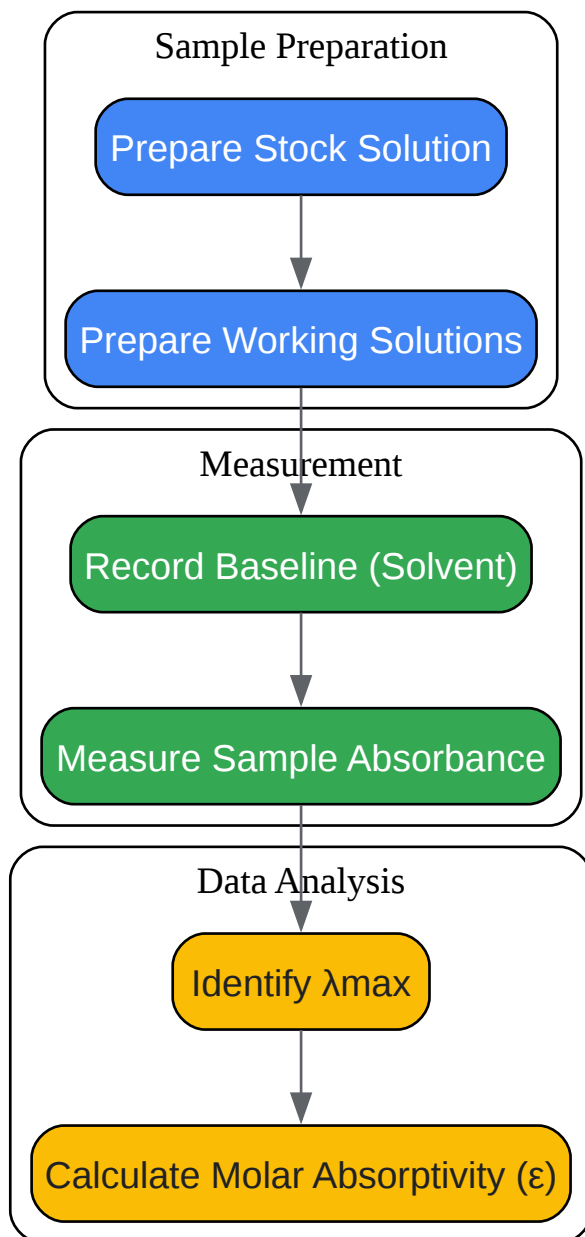 Sample Preparation
Prepare Stock Solution
Prepare Working Solutions
Measurement
Record Baseline (Solvent)
Measure Sample Absorbance
Data Analysis
Identify λmax
Calculate Molar Absorptivity (ε)